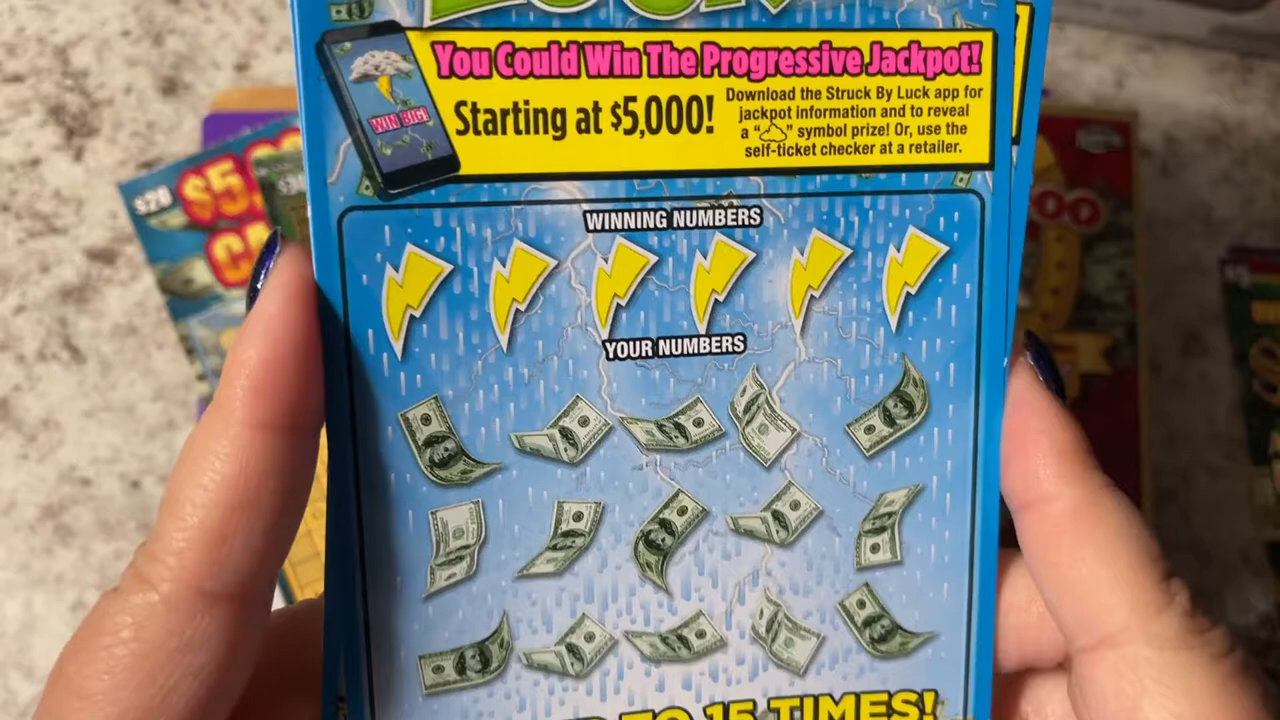 You Could Win The Progressive Jackpot!
Starting at $5,000!
Download the Struck By Luck app for
jackpot information and to reveal
a " " symbol prize! Or, use the
self-ticket checker at a retailer.
WIN BIG!
$20
WINNING NUMBERS
YOUR NUMBERS
TO 15 TIMES!